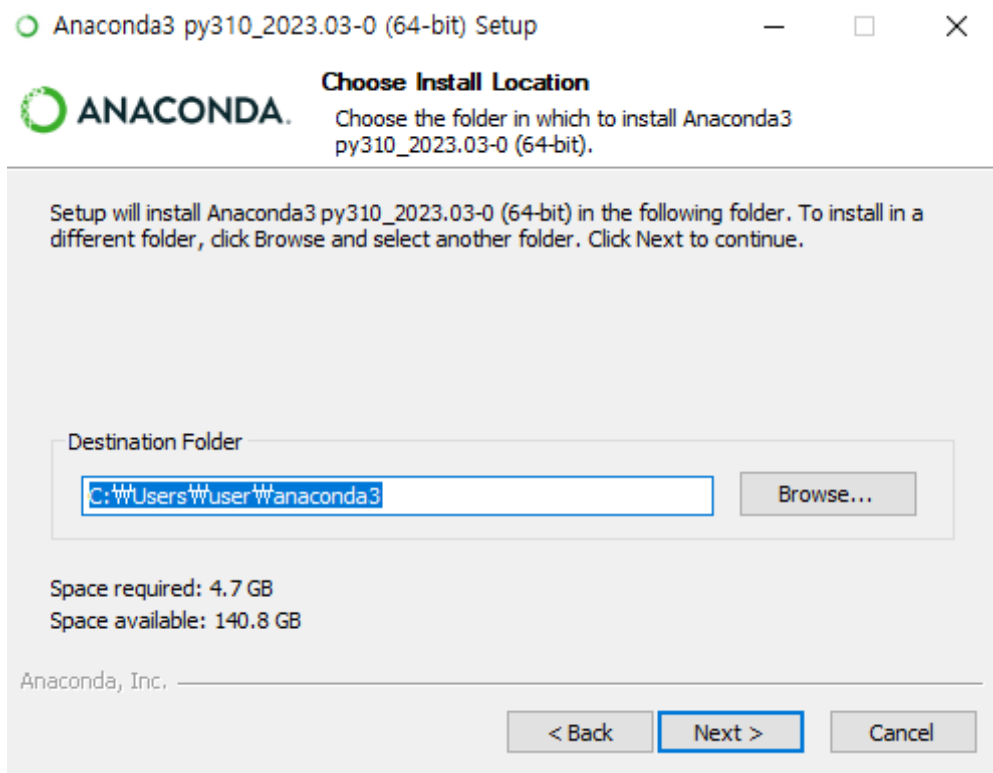 Anaconda3 py310_2023.03-0 (64-bit) Setup
ANACONDA.
Choose Install Location
Choose the folder in which to install Anaconda3
py310_2023.03-0 (64-bit).
Setup will install Anaconda3 py310_2023.03-0 (64-bit) in the following folder. To install in a
different folder, click Browse and select another folder. Click Next to continue.
Destination Folder
C:₩Users₩user₩anaconda3
Browse...
Space required: 4.7 GB
Space available: 140.8 GB
Anaconda, Inc.
< Back
Next >
Cancel